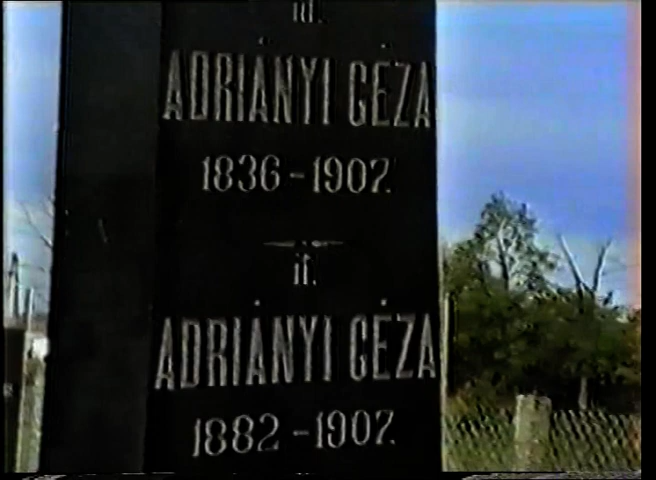 id.
ADRIÁNYI GÉZA
1836-1907.
if.
ADRIÁNYI GÉZA
1882-1907.